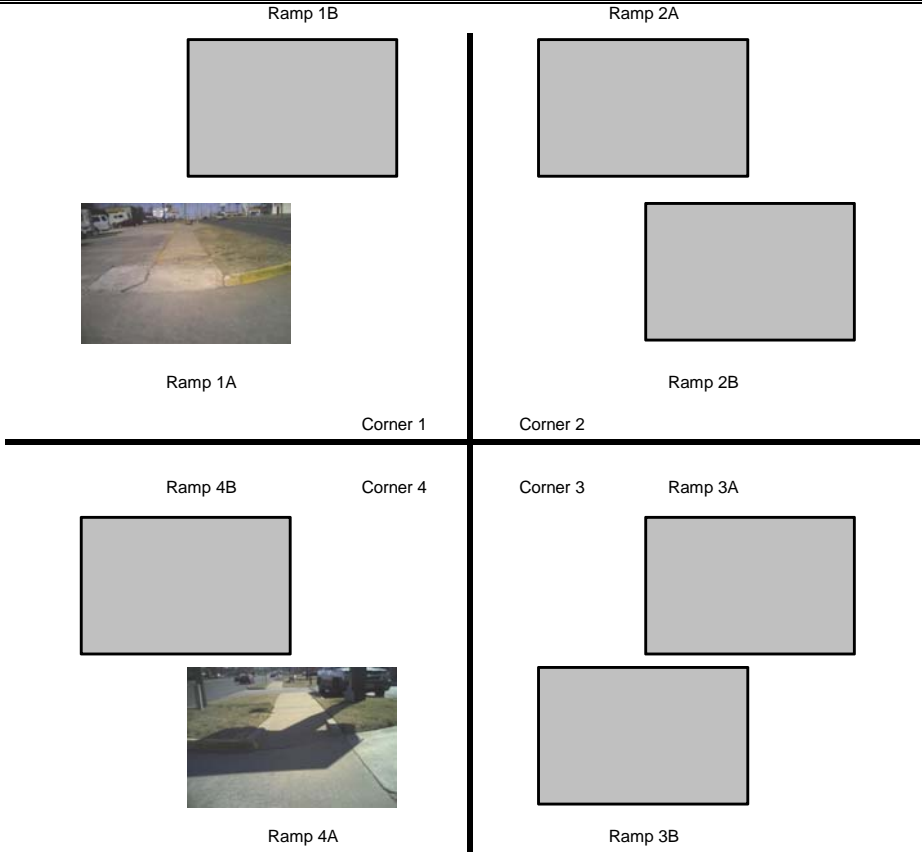 Ramp 1B Ramp 2A
Ramp 1A Ramp 2B
Corner 1 Corner 2
Ramp 4B Corner 4 Corner 3 Ramp 3A
Ramp 4A Ramp 3B